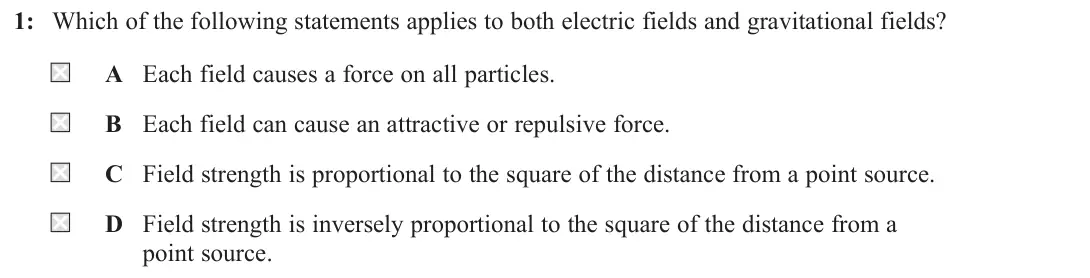 1: Which of the following statements applies to both electric fields and gravitational fields?
A Each field causes a force on all particles.
B Each field can cause an attractive or repulsive force.
C Field strength is proportional to the square of the distance from a point source.
D Field strength is inversely proportional to the square of the distance from a
point source.